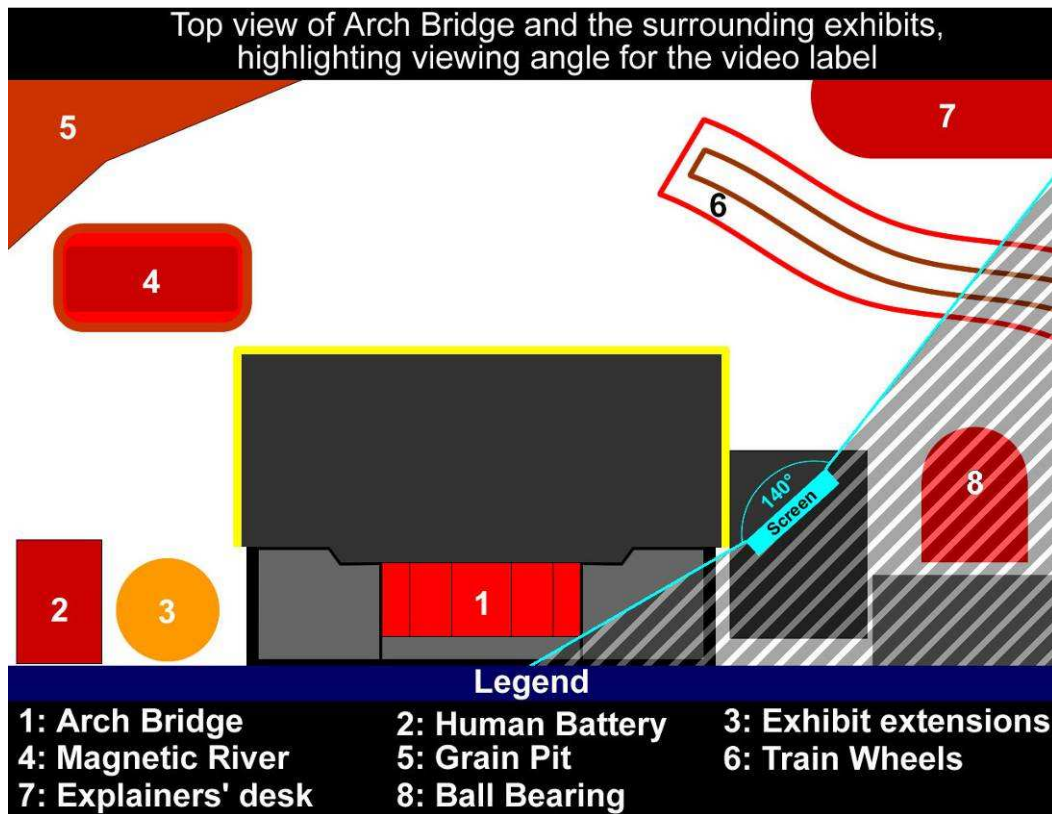 Top view of Arch Bridge and the surrounding exhibits,
highlighting viewing angle for the video label
5
7
6
4
140°
Screen
8
2
3
1
Legend
1: Arch Bridge
2: Human Battery
3: Exhibit extensions
4: Magnetic River
5: Grain Pit
6: Train Wheels
7: Explainers' desk
8: Ball Bearing